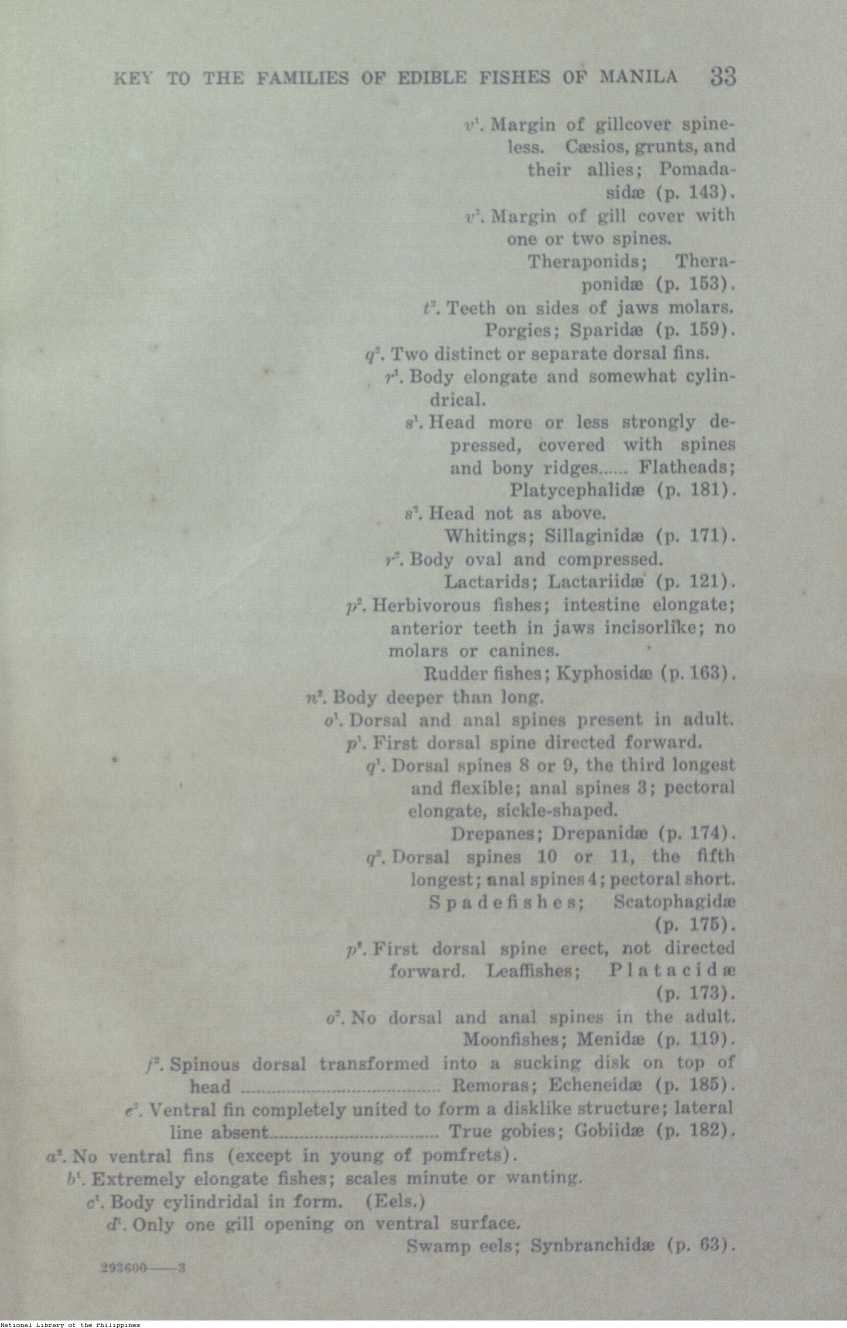 KEY TO THE FAMILIES OF EDIBLE FISHES OF MANILA 33
v¹. Margin of gillcover spine-
less. Cæsios, grunts, and
their allies; Pomada-
sidæ (p. 143).
v². Margin of gill cover with
one or two spines.
Theraponids; Thera-
ponidæ (p. 153).
t². Teeth on sides of jaws molars.
Porgies; Sparidæ (p. 159).
q². Two distinct or separate dorsal fins.
r¹. Body elongate and somewhat cylin-
drical.
s¹. Head more or less strongly de-
pressed, covered with spines
and bony ridges...... Flatheads;
Platycephalidæ (p. 181).
s². Head not as above.
Whitings; Sillaginidæ (p. 171).
r². Body oval and compressed.
Lactarids; Lactariidæ (p. 121).
p². Herbivorous fishes; intestine elongate;
anterior teeth in jaws incisorlike; no
molars or canines.
Rudder fishes; Kyphosidæ (p. 163).
n². Body deeper than long.
o¹. Dorsal and anal spines present in adult.
p¹. First dorsal spine directed forward.
q¹. Dorsal spines 8 or 9, the third longest
and flexible; anal spines 3; pectoral
elongate, sickle-shaped.
Drepanes; Drepanidæ (p. 174).
q². Dorsal spines 10 or 11, the fifth
longest; anal spines 4; pectoral short.
Spadefishes; Scatophagidæ
(p. 175).
p². First dorsal spine erect, not directed
forward. Leaffishes; Platacidæ
(p. 173).
o². No dorsal and anal spines in the adult.
Moonfishes; Menidæ (p. 119).
f². Spinous dorsal transformed into a sucking disk on top of
head ........................................ Remoras; Echeneidæ (p. 185).
e². Ventral fin completely united to form a disklike structure; lateral
line absent.................................. True gobies; Gobiidæ (p. 182).
a². No ventral fins (except in young of pomfrets).
b¹. Extremely elongate fishes; scales minute or wanting.
c¹. Body cylindridal in form. (Eels.)
d¹. Only one gill opening on ventral surface.
Swamp eels; Synbranchidæ (p. 63).
293600——3
National Library of the Philippines